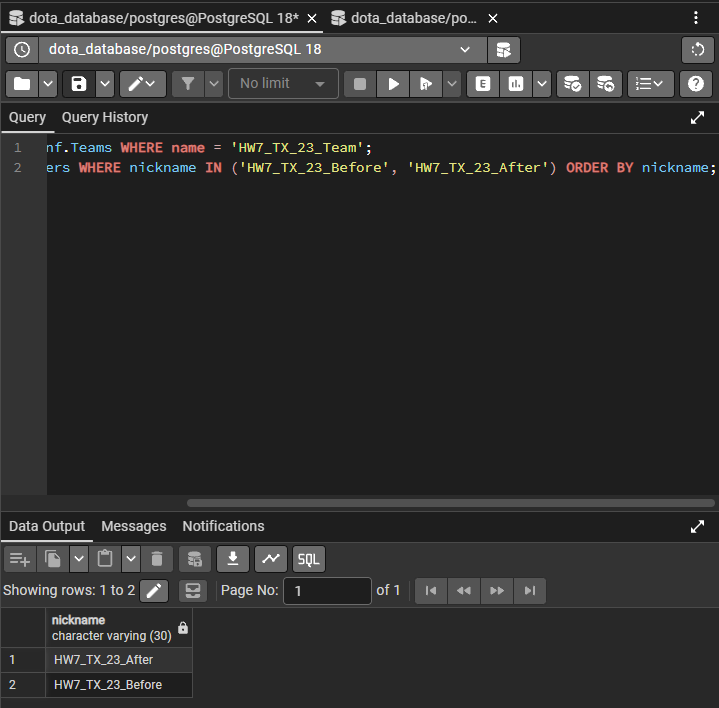 dota_database/postgres@PostgreSQL 18* dota_database/po...
dota_database/postgres@PostgreSQL 18
No limit E
Query Query History
1 nf.Teams WHERE name = 'HW7_TX_23_Team';
2 ers WHERE nickname IN ('HW7_TX_23_Before', 'HW7_TX_23_After') ORDER BY nickname;
Data Output Messages Notifications
SQL
Showing rows: 1 to 2 Page No: 1 of 1
nickname
character varying (30)
1 HW7_TX_23_After
2 HW7_TX_23_Before